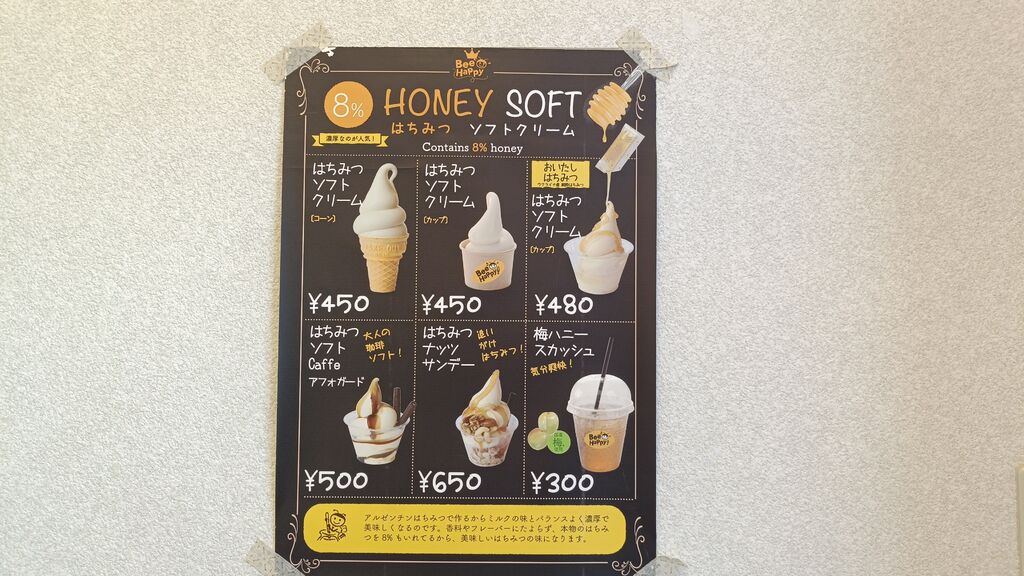 Bee
Happy
8%
HONEY SOFT
はちみつ ソフトクリーム
濃厚なのが人気！
Contains 8% honey
はちみつ
ソフト
クリーム
[コーン]
¥450
はちみつ
ソフト
クリーム
[カップ]
Bee
Happy!
¥450
おいたし
はちみつ
はちみつ
ソフト
クリーム
[カップ]
¥480
はちみつ
ソフト
Caffe
アフォガード
大人の
珈琲
ソフト！
¥500
はちみつ
ナッツ
サンデー
追い
がけ
はちみつ！
¥650
梅ハニー
スカッシュ
気分爽快！
梅
Bee
Happy!
¥300
アルゼンチンはちみつで作るからミルクの味とバランスよく濃厚で
美味しくなるのです。香料やフレーバーにたよらず、本物のはちみ
つを8%もいれてるから、美味しいはちみつの味になります。